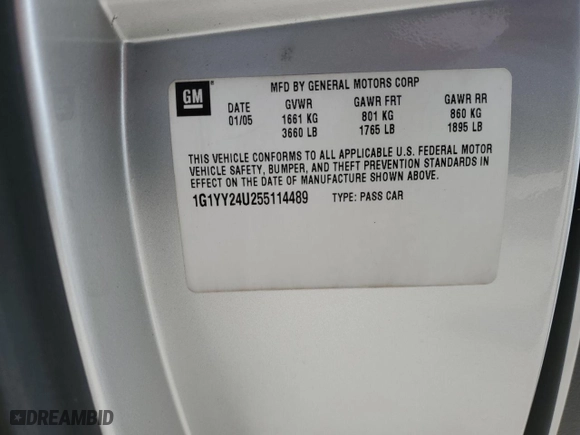 GM
MFD BY GENERAL MOTORS CORP
DATE GVWR GAWR FRT GAWR RR
01/05 1661 KG 801 KG 860 KG
3660 LB 1765 LB 1895 LB
THIS VEHICLE CONFORMS TO ALL APPLICABLE U.S. FEDERAL MOTOR
VEHICLE SAFETY, BUMPER, AND THEFT PREVENTION STANDARDS IN
EFFECT ON THE DATE OF MANUFACTURE SHOWN ABOVE.
1G1YY24U255114489 TYPE: PASS CAR
DREAMBID